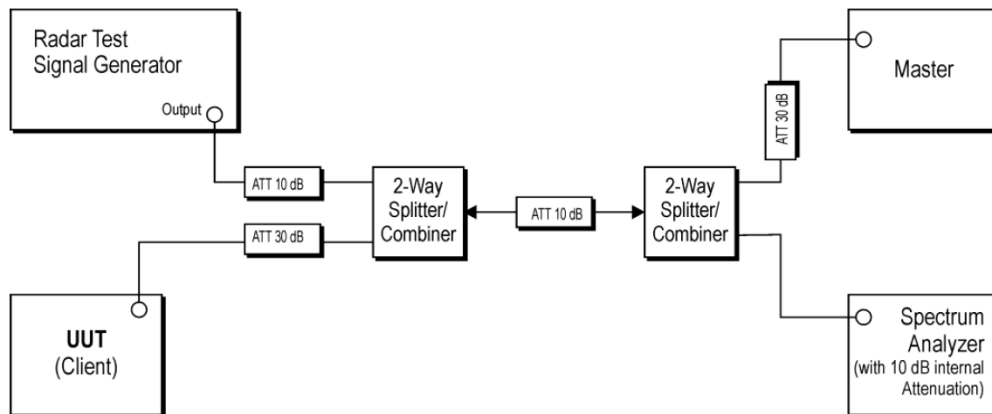 Radar Test
Signal Generator
Output
ATT 10 dB
ATT 30 dB
2-Way
Splitter/
Combiner
ATT 10 dB
2-Way
Splitter/
Combiner
ATT 30 dB
Master
UUT
(Client)
Spectrum
Analyzer
(with 10 dB internal
Attenuation)